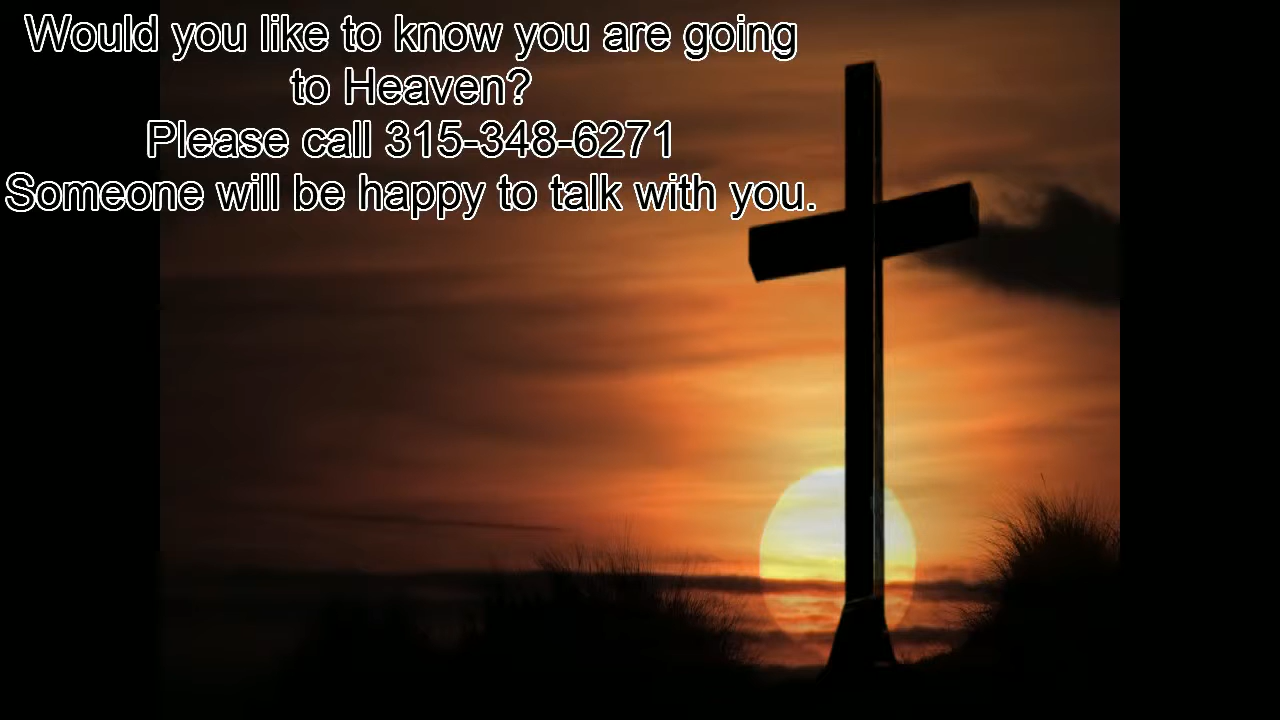 Would you like to know you are going
to Heaven?
Please call 315-348-6271
Someone will be happy to talk with you.